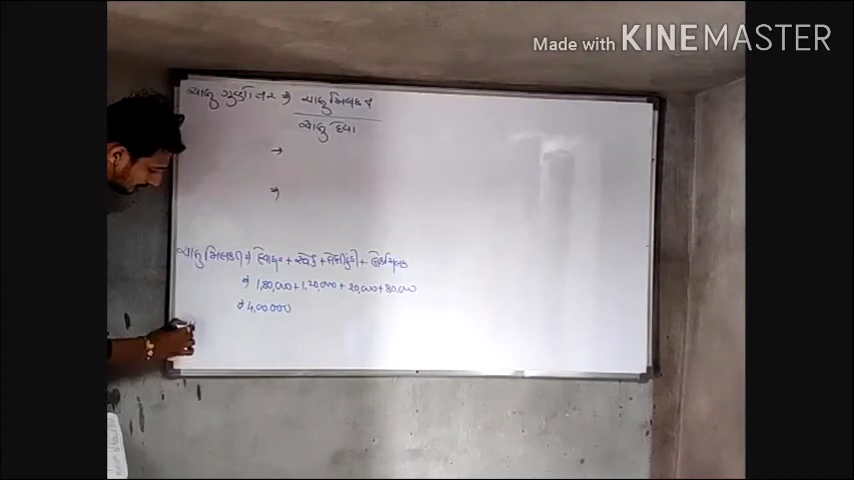 Made with KINEMASTER
ચાલુ ગુણોત્તર ⇒ ચાલુ મિલકત
ચાલુ દેવા
→
⇒
ચાલુ મિલકતો ⇒ દેવાદાર + સ્ટોક + લેણીહુંડી +
⇒ 1,80,000 + 1,20,000 + 20,000 + 80,000
⇒ 4,00,000